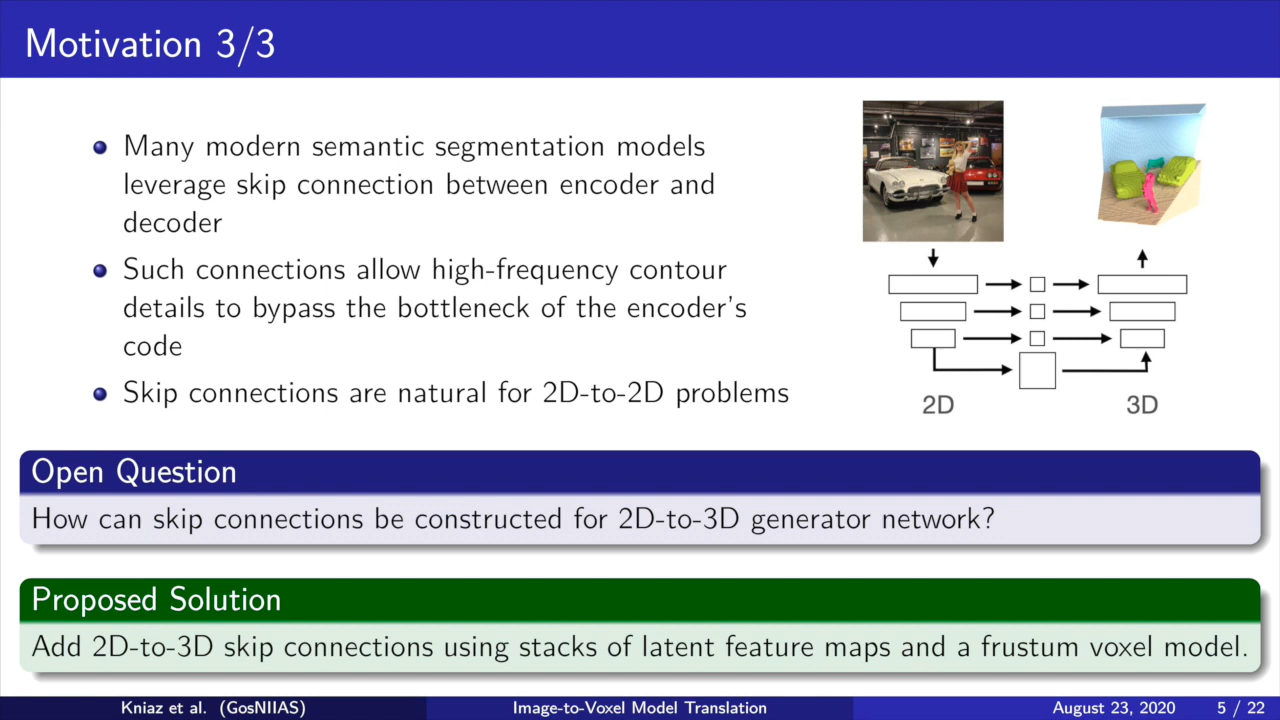 Motivation 3/3
Many modern semantic segmentation models
leverage skip connection between encoder and
decoder
Such connections allow high-frequency contour
details to bypass the bottleneck of the encoder's
code
Skip connections are natural for 2D-to-2D problems
2D
3D
Open Question
How can skip connections be constructed for 2D-to-3D generator network?
Proposed Solution
Add 2D-to-3D skip connections using stacks of latent feature maps and a frustum voxel model.
Kniaz et al. (GosNIIAS)
Image-to-Voxel Model Translation
August 23, 2020
5 / 22